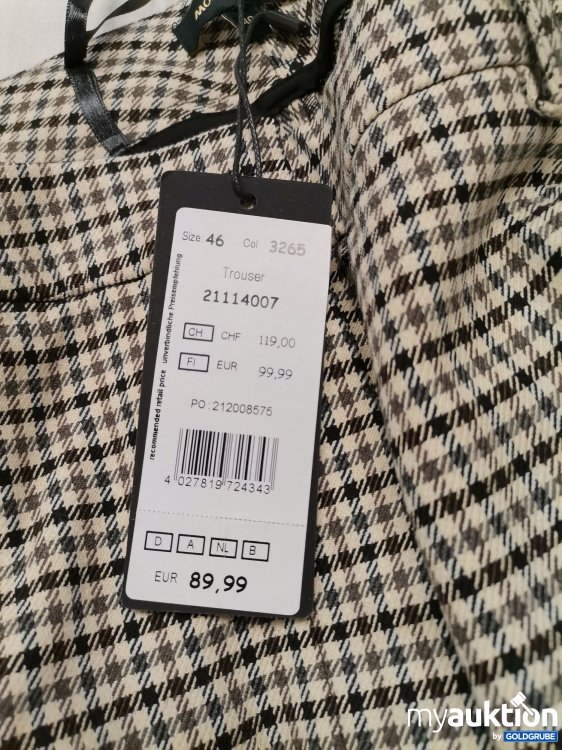 MO
Size: 46 Col: 3265
Trouser
21114007
CH CHF 119,00
FI EUR 99,99
PO:212008575
4 027819 724343
D A NL B
EUR 89,99
recommended retail price unverbindliche Preisempfehlung
myauktion
by GOLDGRUBE